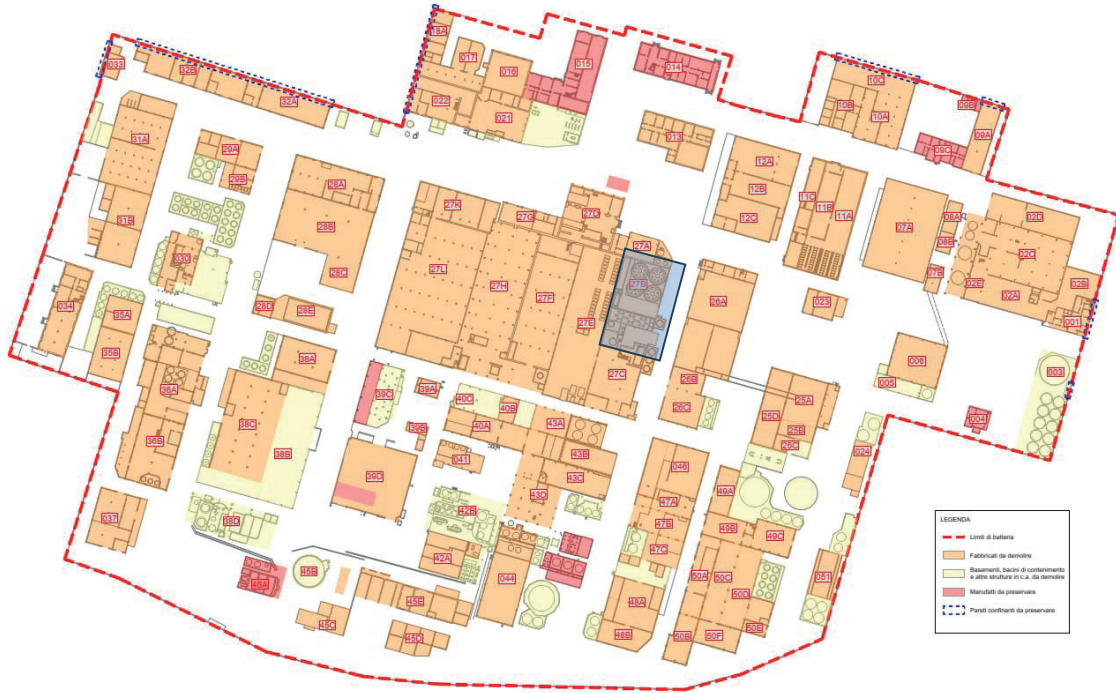 18A
017
016
015
014
033
32B
32A
022
021
10C
10B
10A
09B
09A
09C
013
31A
29A
29B
28A
28B
28C
31B
030
12A
12B
12C
11C
11B
11A
07A
08A
08B
07B
02D
02C
02E
02A
02B
001
27K
27G
27D
27A
27L
27H
27F
27B
27E
27C
26A
26B
26C
023
034
35A
35B
28D
28E
006
005
003
004
36A
36B
38A
38C
38B
38D
39C
39A
39B
39D
40C
40B
40A
041
43A
43B
43C
43D
25A
25D
25B
25C
024
037
42B
42A
044
046
47A
47B
47C
49A
49B
49C
45B
45E
45C
45D
48A
48B
50A
50C
50D
50E
50B
50F
051
LEGENDA
Limiti di batteria
Fabbricati da demolire
Basamenti, bacini di contenimento
e altre strutture in c.a. da demolire
Manufatti da preservare
Pareti confinanti da preservare